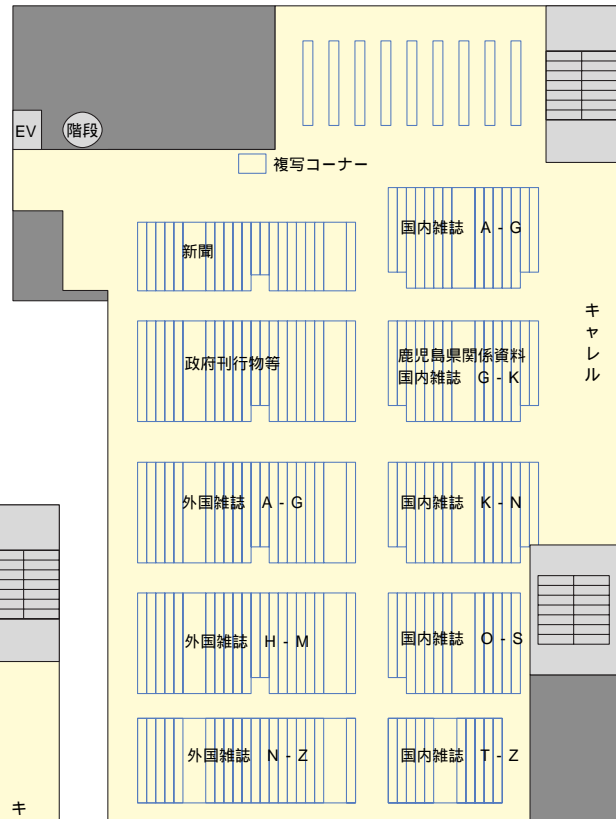 EV
階段
複写コーナー
国内雑誌 A - G
新聞
キャレル
政府刊行物等
鹿児島県関係資料
国内雑誌 G - K
外国雑誌 A - G
国内雑誌 K - N
外国雑誌 H - M
国内雑誌 O - S
外国雑誌 N - Z
国内雑誌 T - Z
キ